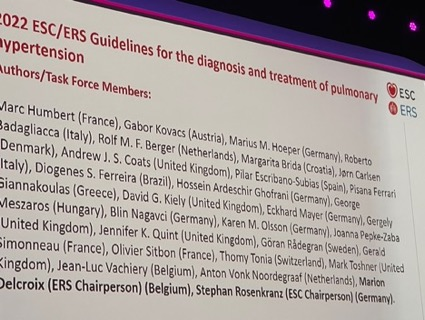 2022 ESC/ERS Guidelines for the diagnosis and treatment of pulmonary
hypertension
Authors/Task Force Members:
ESC
ERS
Marc Humbert (France), Gabor Kovacs (Austria), Marius M. Hoeper (Germany), Roberto
Badagliacca (Italy), Rolf M. F. Berger (Netherlands), Margarita Brida (Croatia), Jørn Carlsen
(Denmark), Andrew J. S. Coats (United Kingdom), Pilar Escribano-Subias (Spain), Pisana Ferrari
(Italy), Diogenes S. Ferreira (Brazil), Hossein Ardeschir Ghofrani (Germany), George
Giannakoulas (Greece), David G. Kiely (United Kingdom), Eckhard Mayer (Germany), Gergely
Meszaros (Hungary), Blin Nagavci (Germany), Karen M. Olsson (Germany), Joanna Pepke-Zaba
(United Kingdom), Jennifer K. Quint (United Kingdom), Göran Rådegran (Sweden), Gerald
Simonneau (France), Olivier Sitbon (France), Thomy Tonia (Switzerland), Mark Toshner (United
Kingdom), Jean-Luc Vachiery (Belgium), Anton Vonk Noordegraaf (Netherlands), Marion
Delcroix (ERS Chairperson) (Belgium), Stephan Rosenkranz (ESC Chairperson) (Germany).